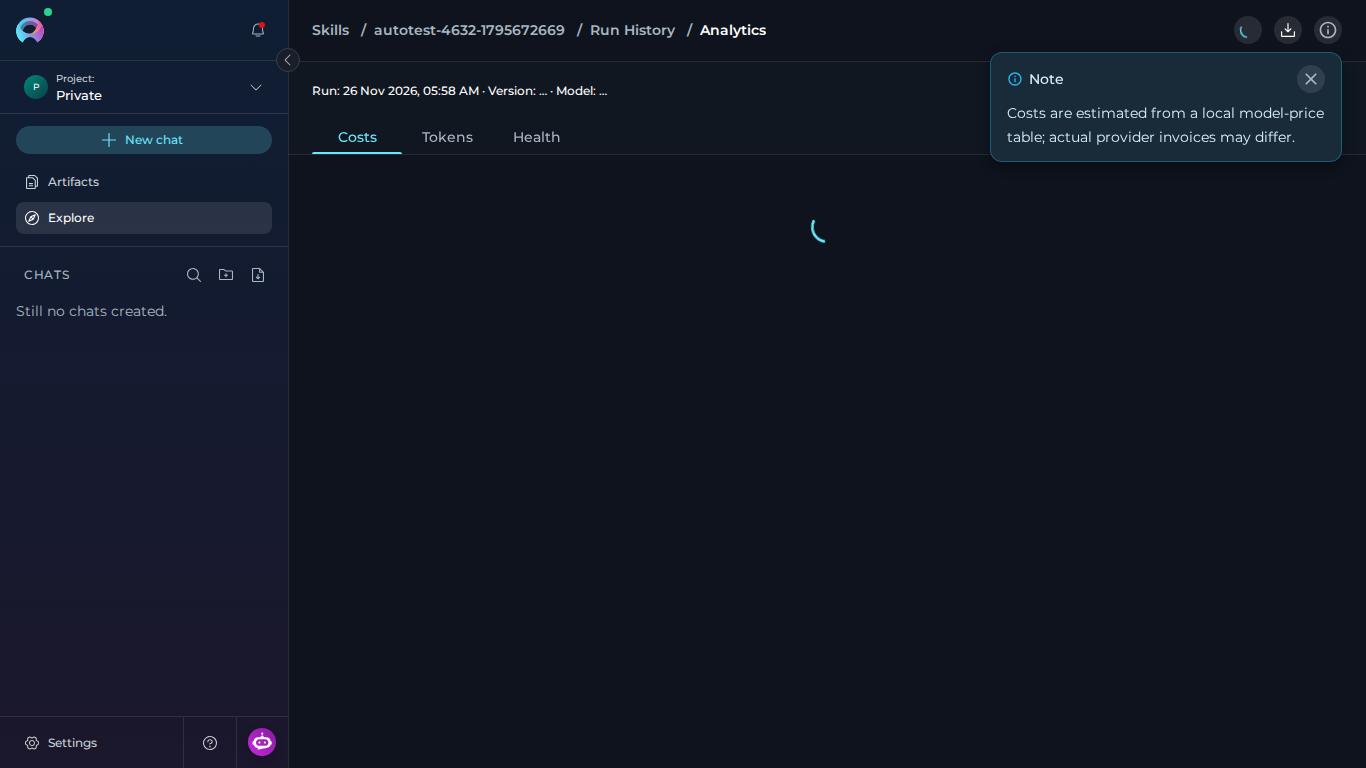 Skills / autotest-4632-1795672669 / Run History / Analytics
Project:
P
Private
New chat
Artifacts
Explore
CHATS
Still no chats created.
Settings
Run: 26 Nov 2026, 05:58 AM · Version: ... · Model: ...
Costs Tokens Health
Note
Costs are estimated from a local model-price
table; actual provider invoices may differ.